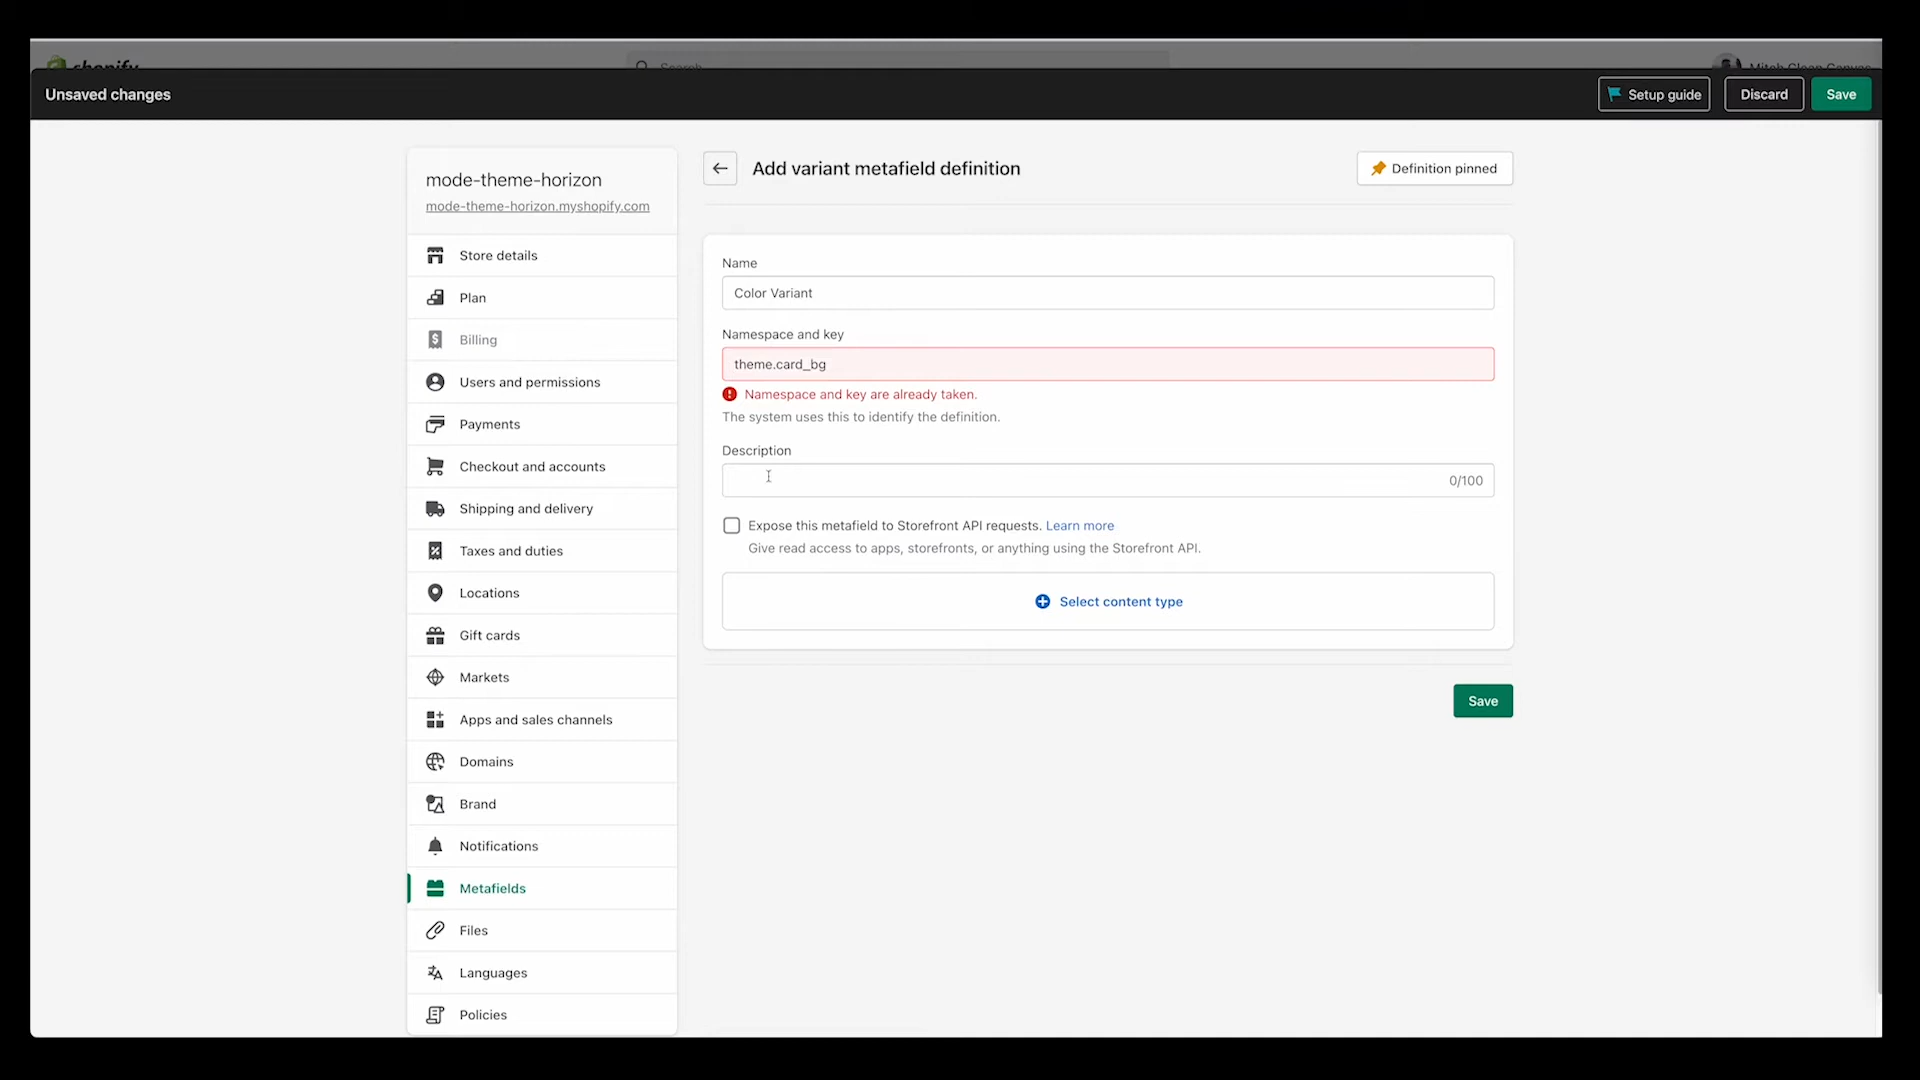 shopify
Search
Mitch Clean Canvas
Unsaved changes
Setup guide
Discard
Save
mode-theme-horizon
mode-theme-horizon.myshopify.com
Store details
Plan
Billing
Users and permissions
Payments
Checkout and accounts
Shipping and delivery
Taxes and duties
Locations
Gift cards
Markets
Apps and sales channels
Domains
Brand
Notifications
Metafields
Files
Languages
Policies
Add variant metafield definition
Definition pinned
Name
Color Variant
Namespace and key
theme.card_bg
Namespace and key are already taken.
The system uses this to identify the definition.
Description
0/100
Expose this metafield to Storefront API requests. Learn more
Give read access to apps, storefronts, or anything using the Storefront API.
Select content type
Save